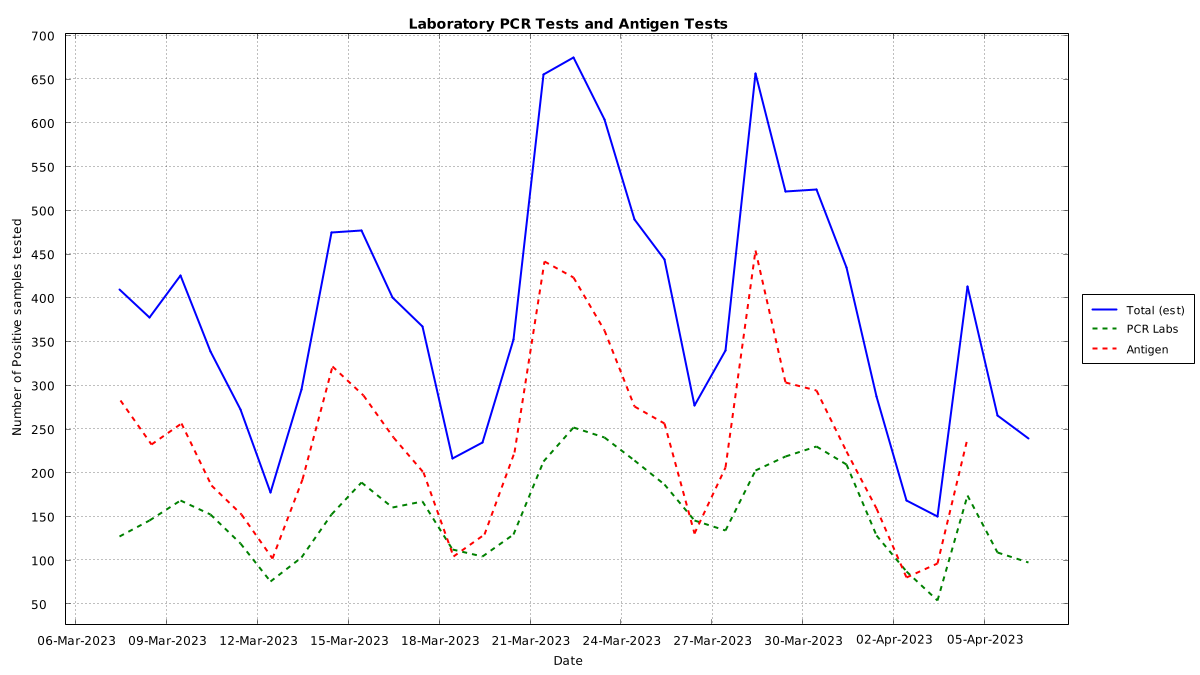 Laboratory PCR Tests and Antigen Tests
700
650
600
550
500
450
400
350
300
250
200
150
100
50
Number of Positive samples tested
06-Mar-2023 09-Mar-2023 12-Mar-2023 15-Mar-2023 18-Mar-2023 21-Mar-2023 24-Mar-2023 27-Mar-2023 30-Mar-2023 02-Apr-2023 05-Apr-2023
Date
Total (est)
PCR Labs
Antigen